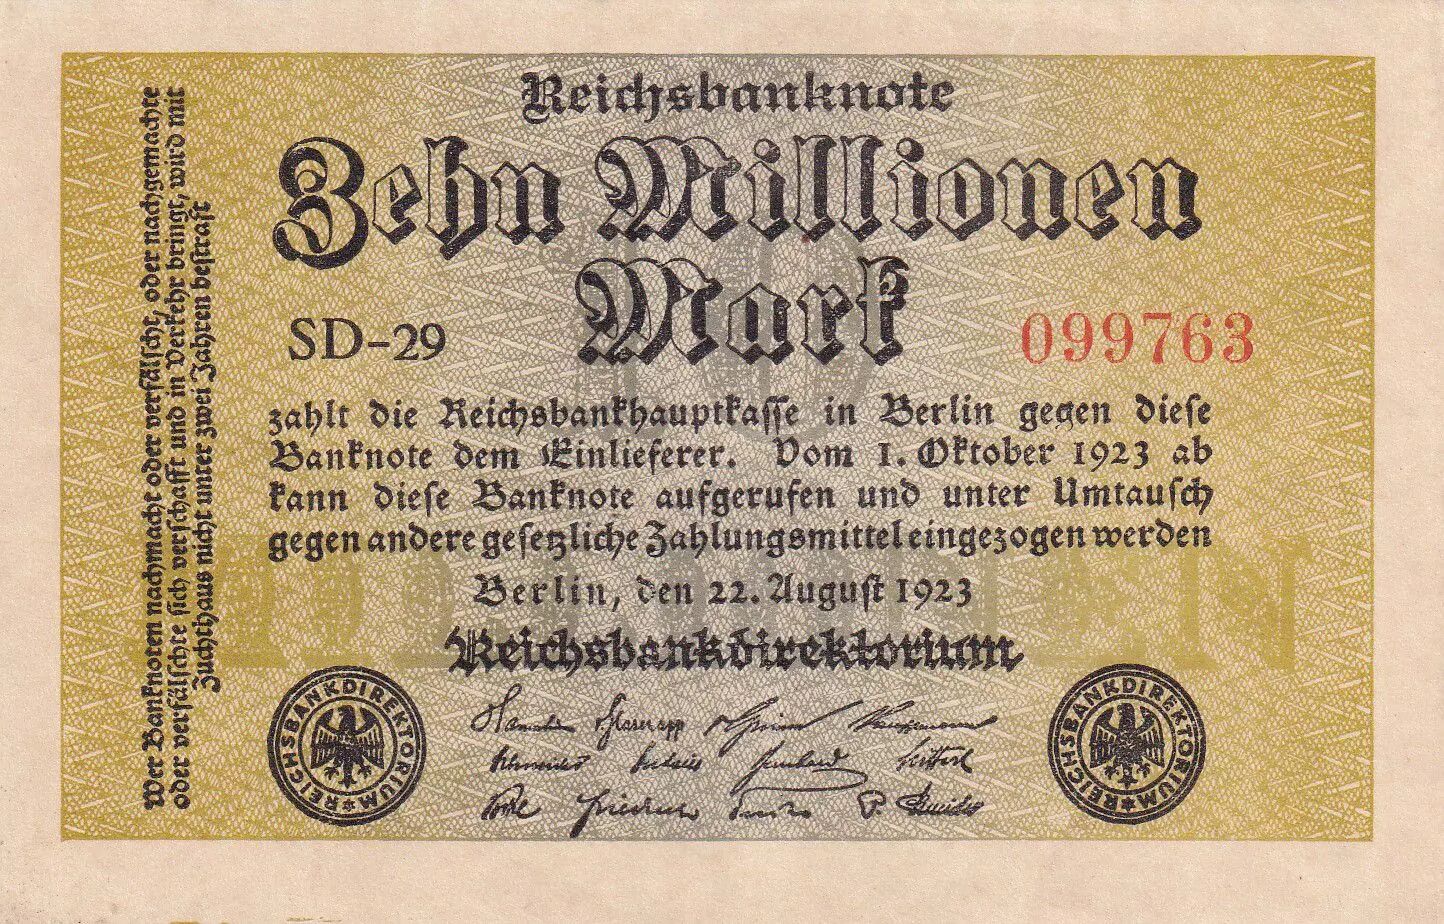 Reichsbanknote
Zehn Millionen
Mark
SD-29
099763
zahlt die Reichsbankhauptkasse in Berlin gegen diese
Banknote dem Einlieferer. Vom 1. Oktober 1923 ab
kann diese Banknote aufgerufen und unter Umtausch
gegen andere gesetzliche Zahlungsmittel eingezogen werden
Berlin, den 22. August 1923
Reichsbankdirektorium
REICHSBANKDIREKTORIUM
REICHSBANKDIREKTORIUM
Wer Banknoten nachmacht oder verfälscht, oder nachgemachte
oder verfälschte sich verschafft und in Verkehr bringt, wird mit
Zuchthaus nicht unter zwei Jahren bestraft